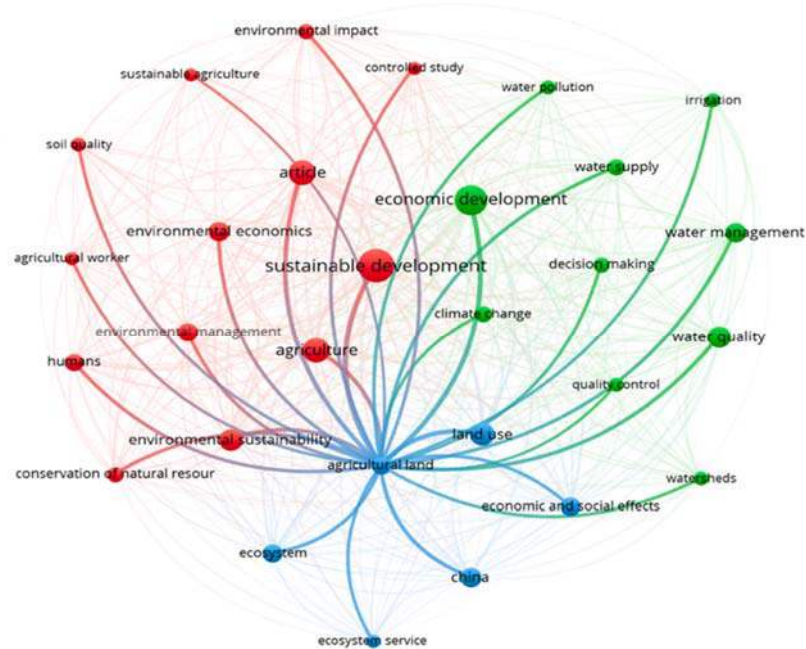 environmental impact
controlled study
sustainable agriculture
water pollution
irrigation
soil quality
water supply
article
economic development
environmental economics
water management
agricultural worker
sustainable development
decision making
climate change
environmental management
water quality
agriculture
humans
quality control
land use
environmental sustainability
agricultural land
conservation of natural resour
watersheds
economic and social effects
ecosystem
china
ecosystem service